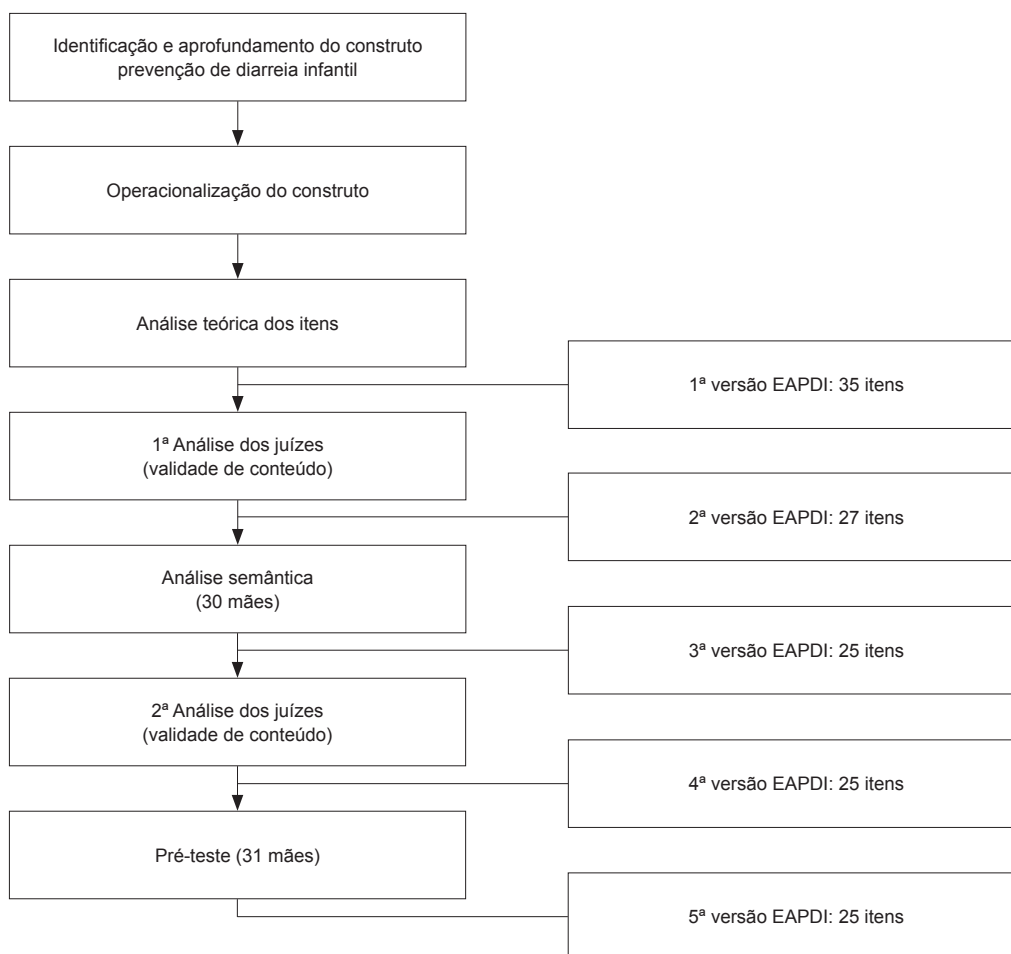 Identificação e aprofundamento do construto
prevenção de diarreia infantil
Operacionalização do construto
Análise teórica dos itens
1ª versão EAPDI: 35 itens
1ª Análise dos juízes
(validade de conteúdo)
2ª versão EAPDI: 27 itens
Análise semântica
(30 mães)
3ª versão EAPDI: 25 itens
2ª Análise dos juízes
(validade de conteúdo)
4ª versão EAPDI: 25 itens
Pré-teste (31 mães)
5ª versão EAPDI: 25 itens